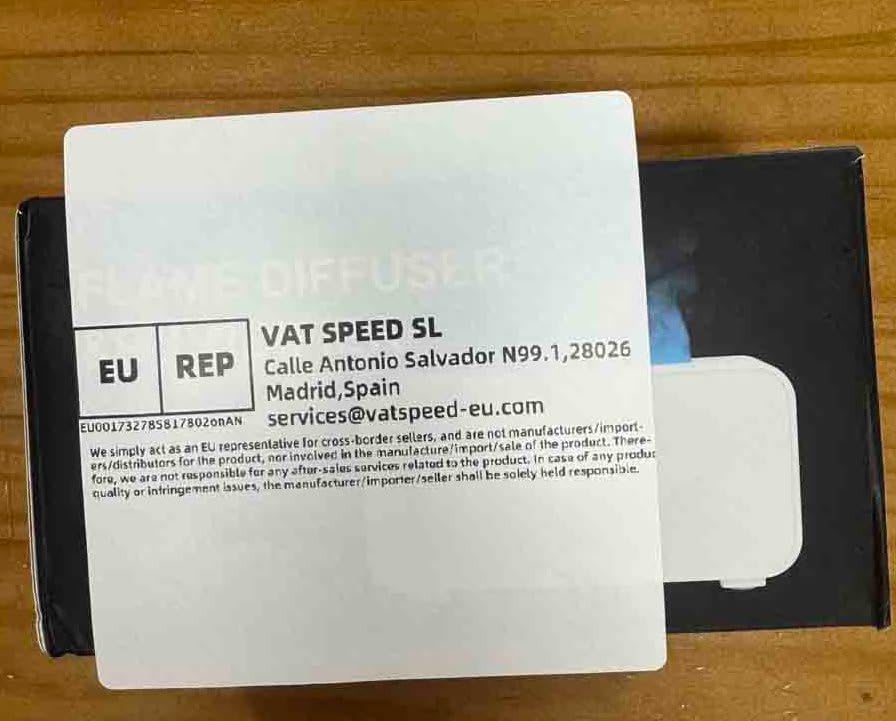 FLAME DIFFUSER
EU REP
VAT SPEED SL
Calle Antonio Salvador N99.1,28026
Madrid,Spain
services@vatspeed-eu.com
EU001732785817802onAN
We simply act as an EU representative for cross-border sellers, and are not manufacturers/import-
ers/distributors for the product, nor involved in the manufacture/import/sale of the product. There-
fore, we are not responsible for any after-sales services related to the product. In case of any produc
quality or infringement issues, the manufacturer/importer/seller shall be solely held responsible.